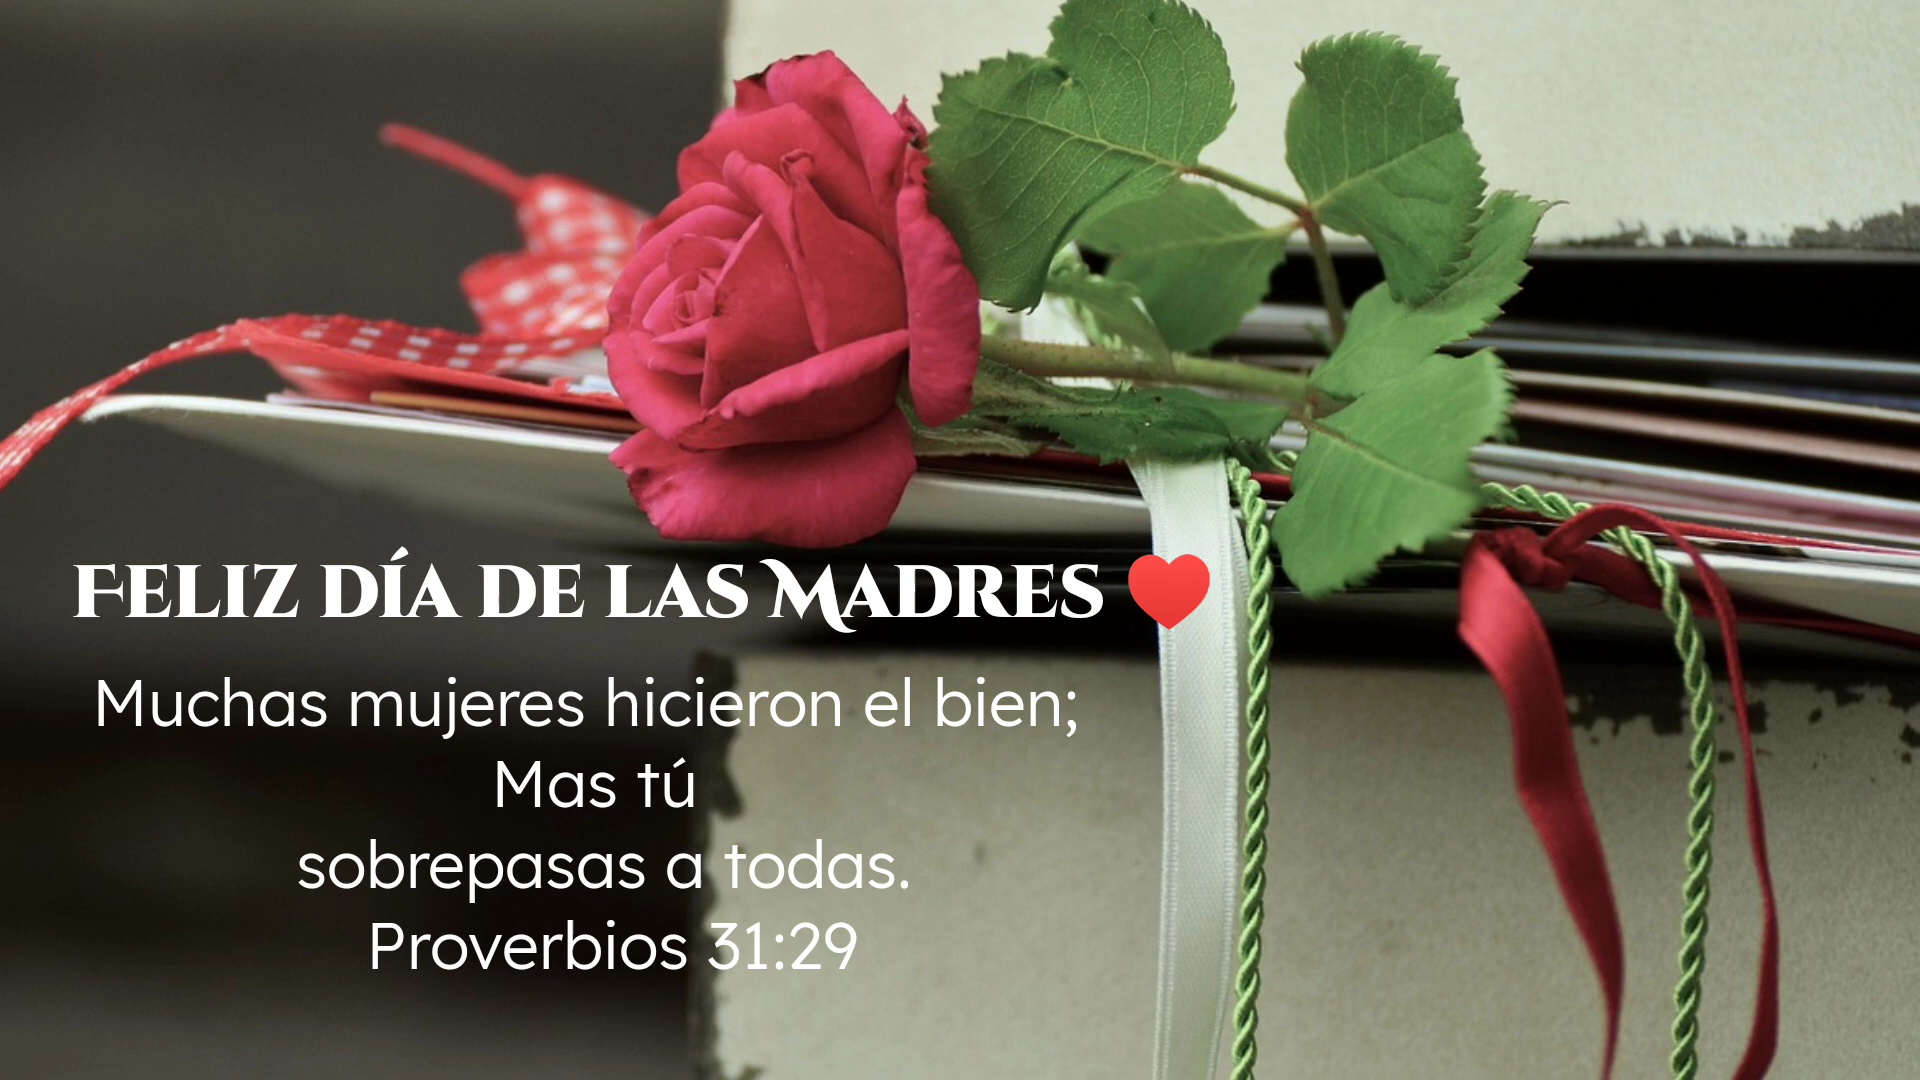 Feliz día de las Madres ❤️
Muchas mujeres hicieron el bien;
Mas tú
sobrepasas a todas.
Proverbios 31:29